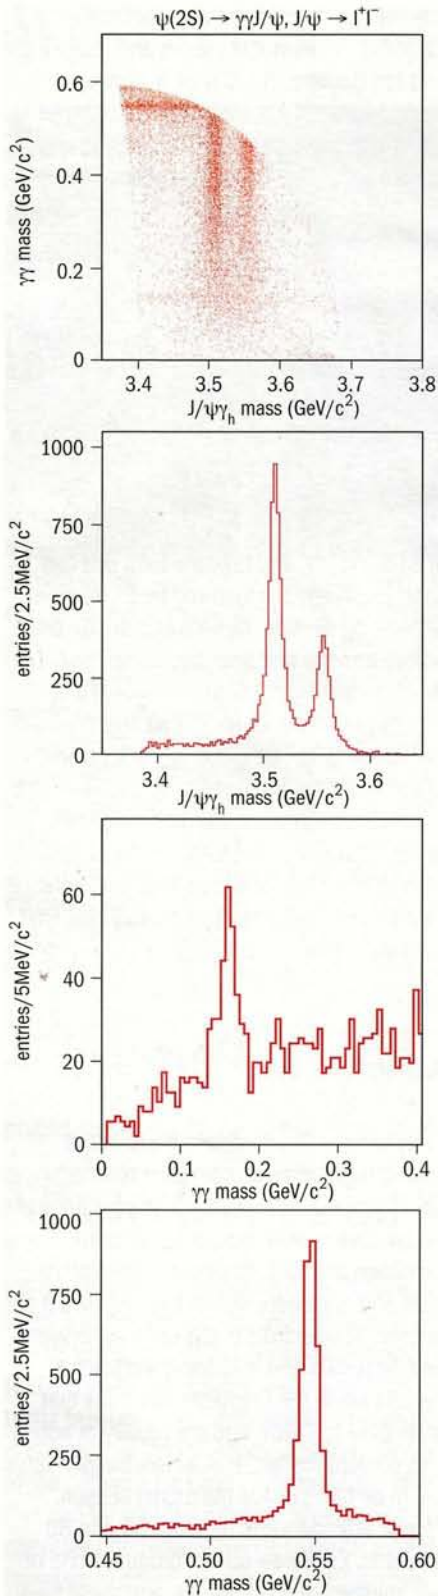 ψ(2S) → γγJ/ψ, J/ψ → l⁺l⁻
γγ mass (GeV/c²)
0.6
0.4
0.2
0
3.4 3.5 3.6 3.7 3.8
J/ψγₕ mass (GeV/c²)
entries/2.5MeV/c²
1000
750
500
250
0
3.4 3.5 3.6
J/ψγₕ mass (GeV/c²)
entries/5MeV/c²
60
40
20
0
0 0.1 0.2 0.3 0.4
γγ mass (GeV/c²)
entries/2.5MeV/c²
1000
750
500
250
0
0.45 0.50 0.55 0.60
γγ mass (GeV/c²)